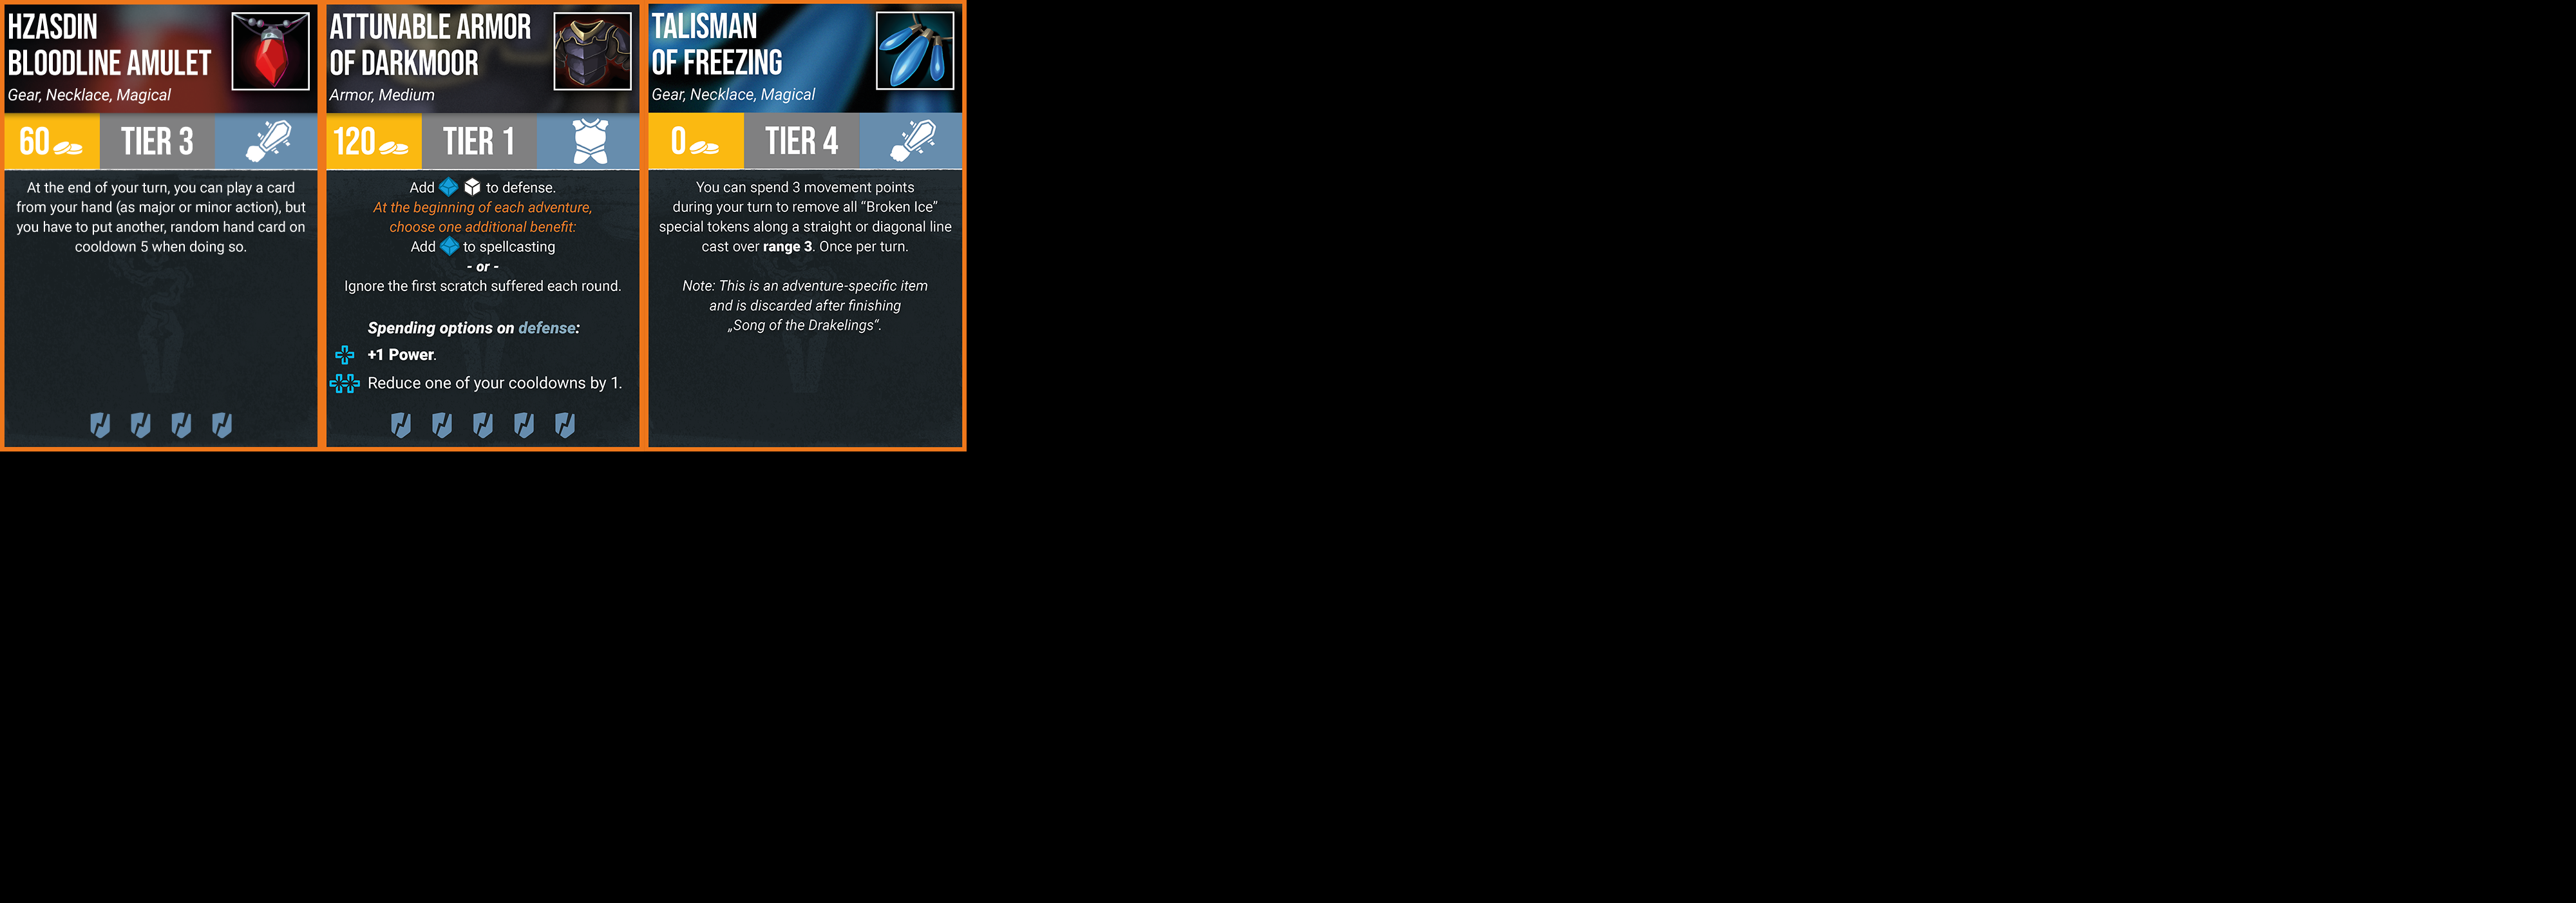 HZASDIN
BLOODLINE AMULET
Gear, Necklace, Magical
60
TIER 3
At the end of your turn, you can play a card
from your hand (as major or minor action), but
you have to put another, random hand card on
cooldown 5 when doing so.
ATTUNABLE ARMOR
OF DARKMOOR
Armor, Medium
120
TIER 1
Add to defense.
At the beginning of each adventure,
choose one additional benefit:
Add to spellcasting
- or -
Ignore the first scratch suffered each round.
Spending options on defense:
+1 Power.
Reduce one of your cooldowns by 1.
TALISMAN
OF FREEZING
Gear, Necklace, Magical
0
TIER 4
You can spend 3 movement points
during your turn to remove all “Broken Ice”
special tokens along a straight or diagonal line
cast over range 3. Once per turn.
Note: This is an adventure-specific item
and is discarded after finishing
„Song of the Drakelings“.